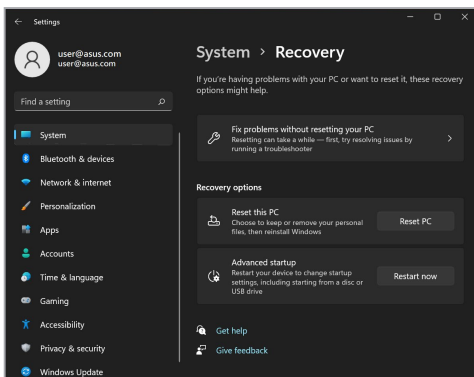 Settings
user@asus.com
user@asus.com
Find a setting
System
Bluetooth & devices
Network & internet
Personalization
Apps
Accounts
Time & language
Gaming
Accessibility
Privacy & security
Windows Update
System > Recovery
If you're having problems with your PC or want to reset it, these recovery
options might help.
Fix problems without resetting your PC
Resetting can take a while — first, try resolving issues by
running a troubleshooter
Recovery options
Reset this PC
Choose to keep or remove your personal
files, then reinstall Windows
Reset PC
Advanced startup
Restart your device to change startup
settings, including starting from a disc or
USB drive
Restart now
Get help
Give feedback